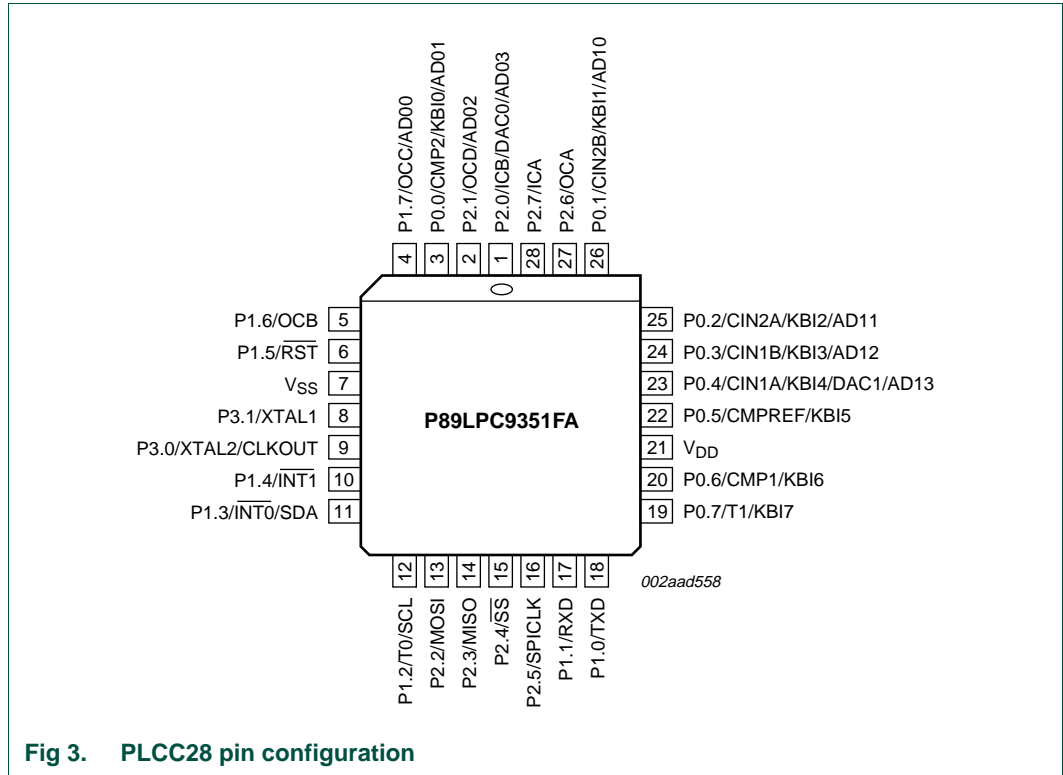 P1.7/OCC/AD00
P0.0/CMP2/KBI0/AD01
P2.1/OCD/AD02
P2.0/ICB/DAC0/AD03
P2.7/ICA
P2.6/OCA
P0.1/CIN2B/KBI1/AD10
4
3
2
1
28
27
26
P1.6/OCB 5
P1.5/R̅S̅T̅ 6
VSS 7
P3.1/XTAL1 8
P3.0/XTAL2/CLKOUT 9
P1.4/I̅N̅T̅1̅ 10
P1.3/I̅N̅T̅0̅/SDA 11
P89LPC9351FA
25 P0.2/CIN2A/KBI2/AD11
24 P0.3/CIN1B/KBI3/AD12
23 P0.4/CIN1A/KBI4/DAC1/AD13
22 P0.5/CMPREF/KBI5
21 VDD
20 P0.6/CMP1/KBI6
19 P0.7/T1/KBI7
12
13
14
15
16
17
18
P1.2/T0/SCL
P2.2/MOSI
P2.3/MISO
P2.4/S̅S̅
P2.5/SPICLK
P1.1/RXD
P1.0/TXD
002aad558
Fig 3. PLCC28 pin configuration